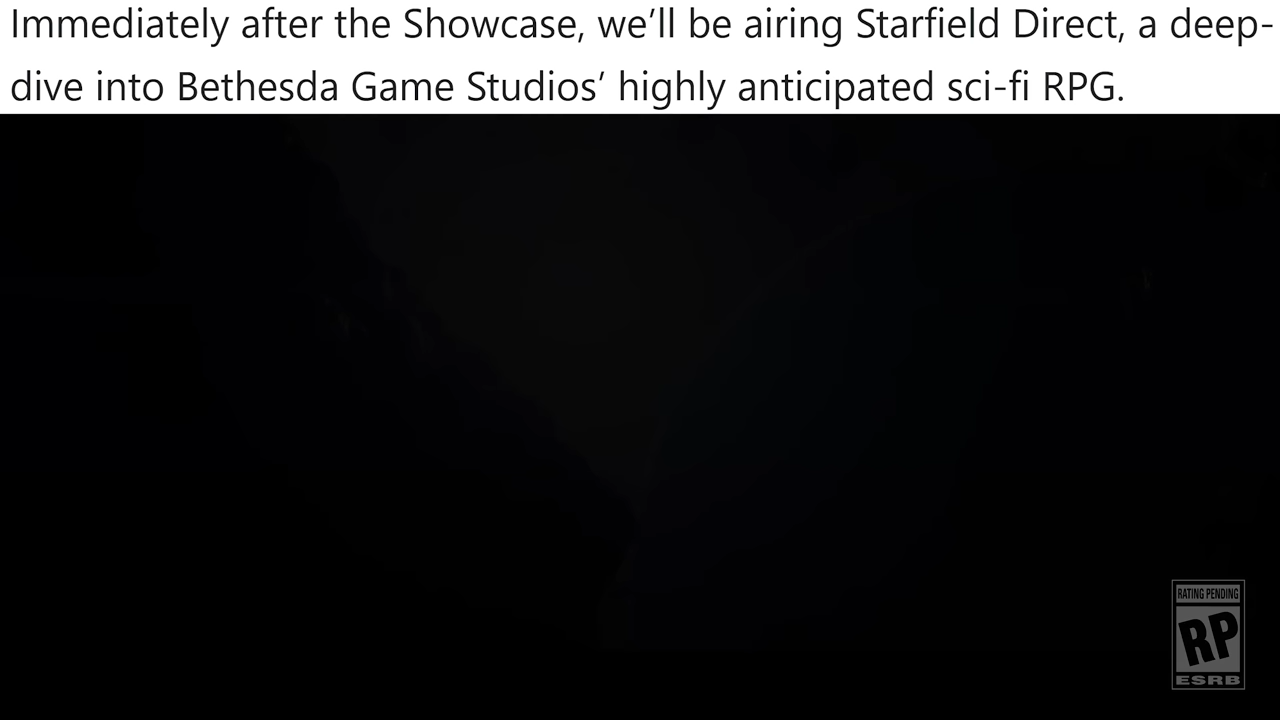 Immediately after the Showcase, we’ll be airing Starfield Direct, a deep-
dive into Bethesda Game Studios’ highly anticipated sci-fi RPG.
RATING PENDING
RP
ESRB